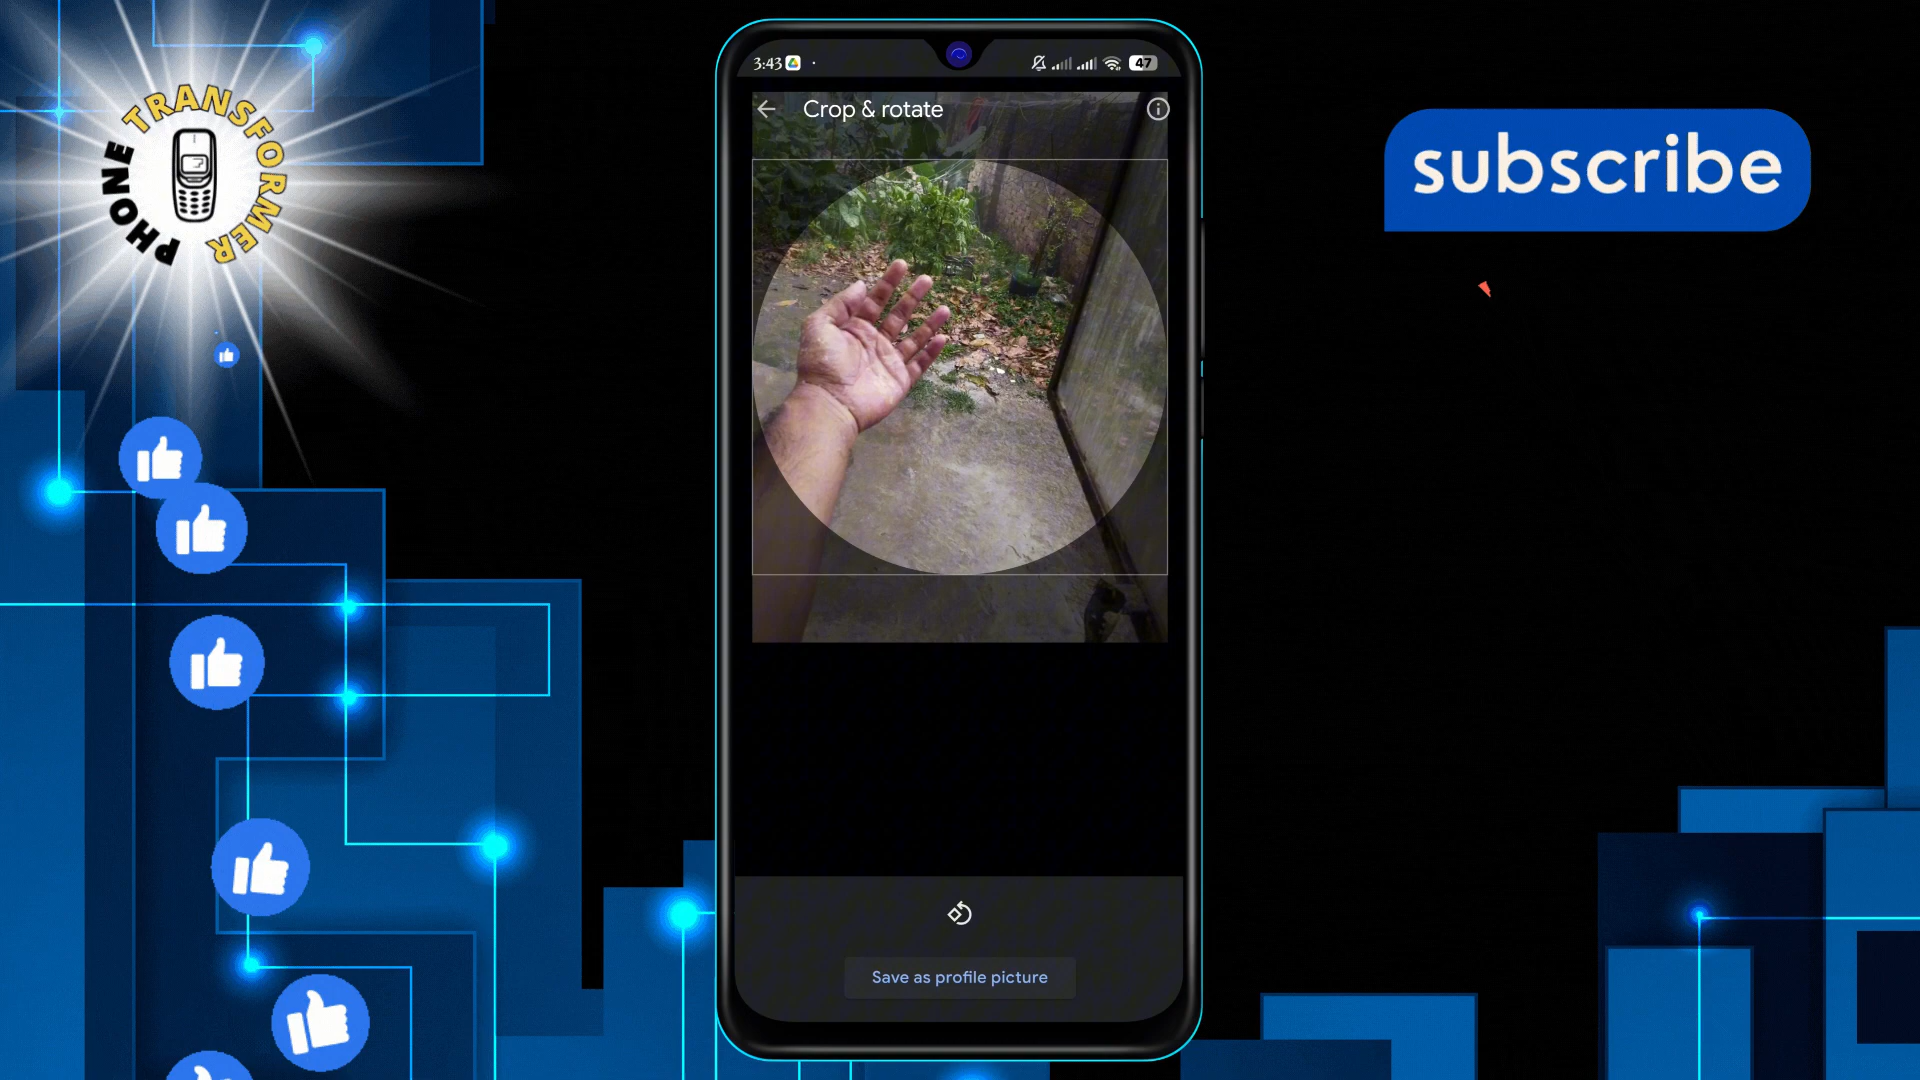 PHONE TRANSFORMER
3:43
47
Crop & rotate
subscribe
Save as profile picture